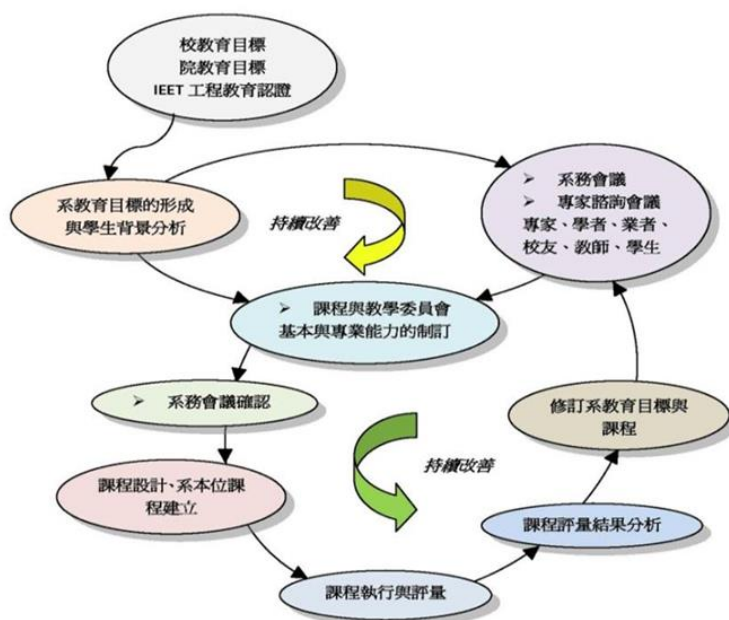 校教育目標
院教育目標
IEET 工程教育認證
系教育目標的形成
與學生背景分析
持續改善
➢ 系務會議
➢ 專家諮詢會議
專家、學者、業者、
校友、教師、學生
➢ 課程與教學委員會
基本與專業能力的制訂
➢ 系務會議確認
修訂系教育目標與
課程
持續改善
課程設計、系本位課
程建立
課程評量結果分析
課程執行與評量